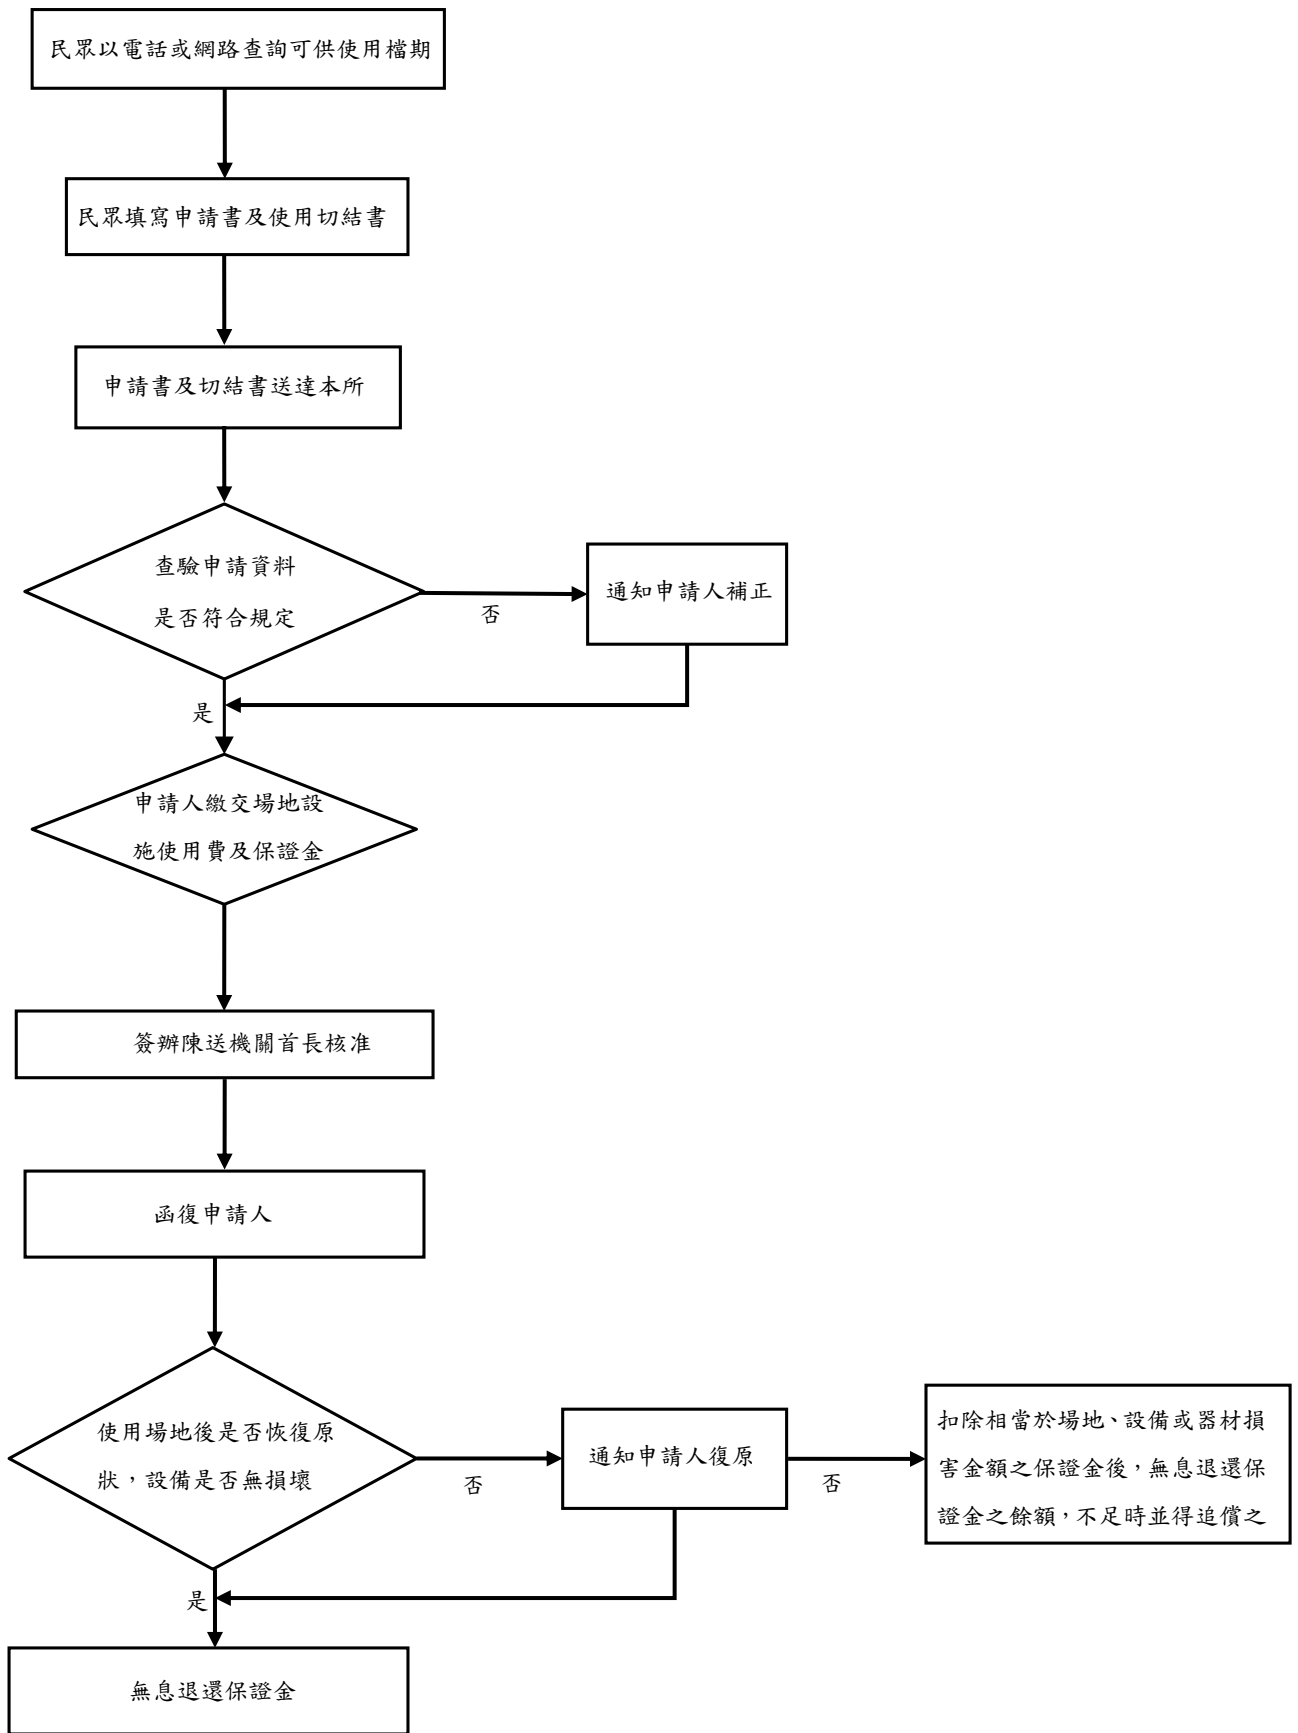 民眾以電話或網路查詢可供使用檔期
民眾填寫申請書及使用切結書
申請書及切結書送達本所
查驗申請資料
是否符合規定
否
通知申請人補正
是
申請人繳交場地設
施使用費及保證金
簽辦陳送機關首長核准
函復申請人
使用場地後是否恢復原
狀，設備是否無損壞
否
通知申請人復原
否
扣除相當於場地、設備或器材損
害金額之保證金後，無息退還保
證金之餘額，不足時並得追償之
是
無息退還保證金